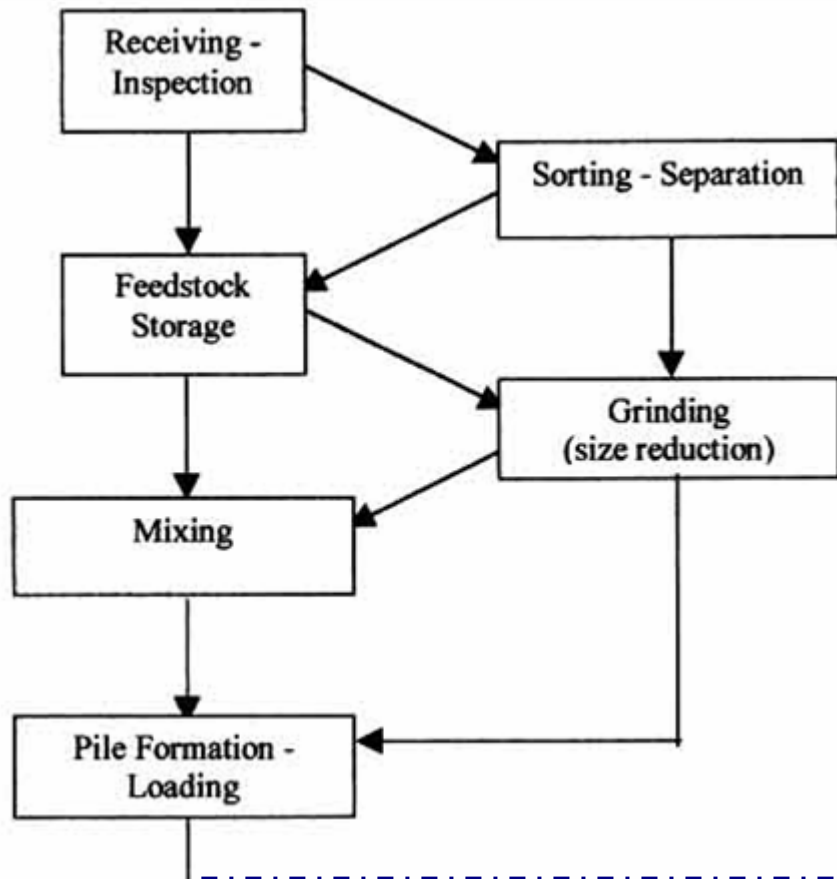 Receiving -
Inspection
Sorting - Separation
Feedstock
Storage
Grinding
(size reduction)
Mixing
Pile Formation -
Loading